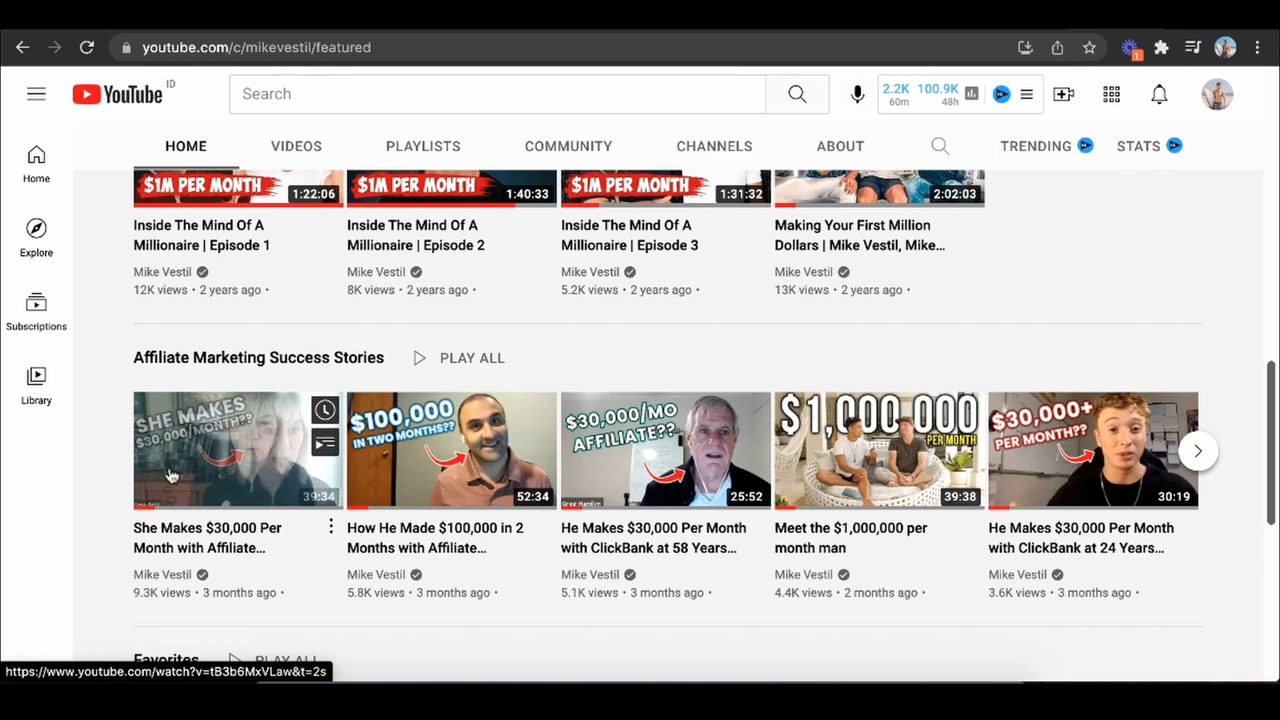 youtube.com/c/mikevestil/featured
1
YouTube ID
Search
2.2K 100.9K
60m 48h
HOME VIDEOS PLAYLISTS COMMUNITY CHANNELS ABOUT TRENDING STATS
Home
Explore
Subscriptions
Library
$1M PER MONTH 1:22:06
$1M PER MONTH 1:40:33
$1M PER MONTH 1:31:32
2:02:03
Inside The Mind Of A
Millionaire | Episode 1
Mike Vestil
12K views • 2 years ago •
Inside The Mind Of A
Millionaire | Episode 2
Mike Vestil
8K views • 2 years ago •
Inside The Mind Of A
Millionaire | Episode 3
Mike Vestil
5.2K views • 2 years ago •
Making Your First Million
Dollars | Mike Vestil, Mike...
Mike Vestil
13K views • 2 years ago •
Affiliate Marketing Success Stories PLAY ALL
SHE MAKES
$30,000/MONTH??
39:34
She Makes $30,000 Per
Month with Affiliate...
Mike Vestil
9.3K views • 3 months ago •
$100,000
IN TWO MONTHS??
52:34
How He Made $100,000 in 2
Months with Affiliate...
Mike Vestil
5.8K views • 3 months ago •
$30,000/MO
AFFILIATE??
25:52
He Makes $30,000 Per Month
with ClickBank at 58 Years...
Mike Vestil
5.1K views • 3 months ago •
$1,000,000
PER MONTH
39:38
Meet the $1,000,000 per
month man
Mike Vestil
4.4K views • 2 months ago •
$30,000+
PER MONTH??
30:19
He Makes $30,000 Per Month
with ClickBank at 24 Years...
Mike Vestil
3.6K views • 3 months ago •
Favorites PLAY ALL
https://www.youtube.com/watch?v=tB3b6MxVLaw&t=2s